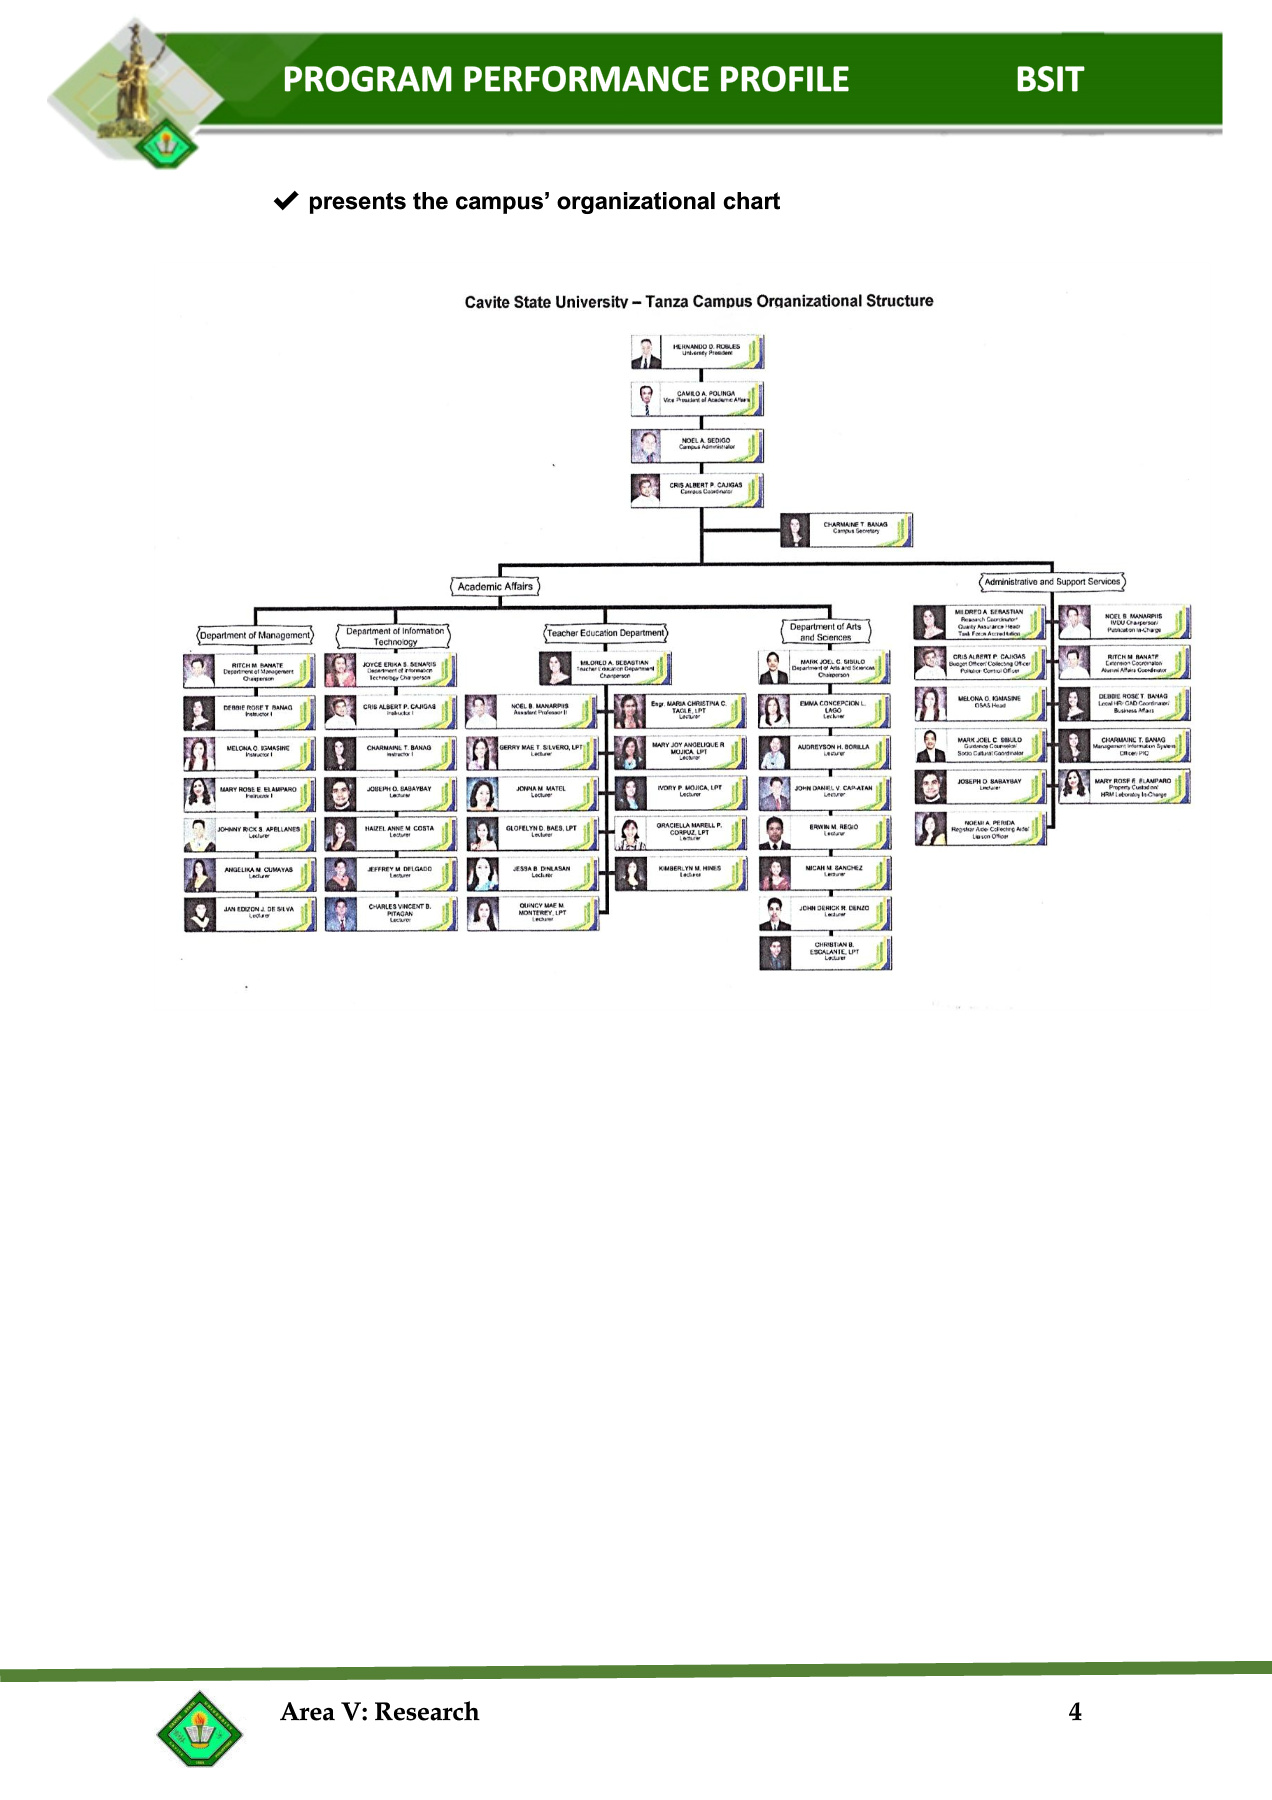 PROGRAM PERFORMANCE PROFILE BSIT
✔ presents the campus’ organizational chart
Cavite State University – Tanza Campus Organizational Structure
HERNANDO D. ROBLES
University President
CAMILO A. POLINGA
Vice President of Academic Affairs
NOEL A. SEDIGO
Campus Administrator
CRIS ALBERT P. CAJIGAS
Campus Coordinator
CHARMAINE T. BANAG
Campus Secretary
Academic Affairs
Administrative and Support Services
Department of Management
RITCH M. BANATE
Department of Management
Chairperson
DEBBIE ROSE T. BANAG
Instructor I
MELONA O. IGMASINE
Instructor I
MARY ROSE E. ELAMPARO
Instructor I
JOHNNY RICK S. APELLANES
Lecturer
ANGELIKA M. CUMAYAS
Lecturer
JAN EDIZON J. DE SILVA
Lecturer
Department of Information
Technology
JOYCE ERIKA S. SENARIS
Department of Information
Technology Chairperson
CRIS ALBERT P. CAJIGAS
Instructor I
CHARMAINE T. BANAG
Instructor I
JOSEPH D. SABAYBAY
Lecturer
HAIZEL ANNE M. COSTA
Lecturer
JEFFREY M. DELGADO
Lecturer
CHARLES VINCENT B.
PITAGAN
Lecturer
Teacher Education Department
MILDRED A. SEBASTIAN
Teacher Education Department
Chairperson
NOEL B. MANARPIIS
Assistant Professor II
GERRY MAE T. SILVERO, LPT
Lecturer
JONNA M. MATEL
Lecturer
GLOFELYN D. BAES, LPT
Lecturer
JESSA B. DINLASAN
Lecturer
QUINCY MAE M.
MONTEREY, LPT
Lecturer
Engr. MARIA CHRISTINA C.
TAGLE, LPT
Lecturer
MARY JOY ANGELIQUE R
MOJICA, LPT
Lecturer
IVORY P. MOJICA, LPT
Lecturer
GRACIELLA MARELL P.
CORPUZ, LPT
Lecturer
KIMBERLYN M. HINES
Lecturer
Department of Arts
and Sciences
MARK JOEL C. SIBULO
Department of Arts and Sciences
Chairperson
EMMA CONCEPCION L.
LAGO
Lecturer
AUDREYSON H. BORILLA
Lecturer
JOHN DANIEL V. CAPIATAN
Lecturer
ERWIN M. REGIO
Lecturer
MICAH M. SANCHEZ
Lecturer
JOHN DERICK R. DENZO
Lecturer
CHRISTIAN B.
ESCALANTE, LPT
Lecturer
MILDRED A. SEBASTIAN
Research Coordinator/
Quality Assurance Head/
Task Force Accreditation
CRIS ALBERT P. CAJIGAS
Budget Officer/ Collecting Officer
Pollution Control Officer
MELONA O. IGMASINE
OSAS Head
MARK JOEL C. SIBULO
Guidance Counselor/
Socio Cultural Coordinator
JOSEPH D. SABAYBAY
Lecturer
NOEMI A. PERIDA
Registrar Aide/ Collecting Aide/
Liaison Officer
NOEL B. MANARPIIS
IMDU Chairperson/
Publication In-Charge
RITCH M. BANATE
Extension Coordinator/
Alumni Affairs Coordinator
DEBBIE ROSE T. BANAG
Local HR/ GAD Coordinator/
Business Affairs
CHARMAINE T. BANAG
Management Information System
Officer/ PIO
MARY ROSE E. ELAMPARO
Property Custodian/
HRM Laboratory In-Charge
Area V: Research 4